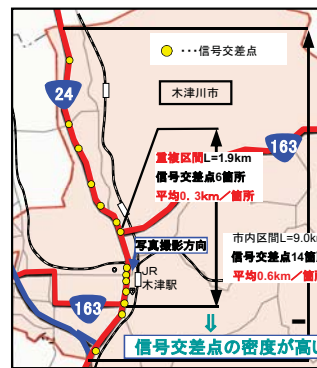 ●・・・信号交差点
木津川市
24
163
重複区間L=1.9km
信号交差点6箇所
平均0.3km／箇所
市内区間L=9.0k
信号交差点14箇
平均0.6km／箇所
写真撮影方向
JR
木津駅
163
⇓
信号交差点の密度が高い